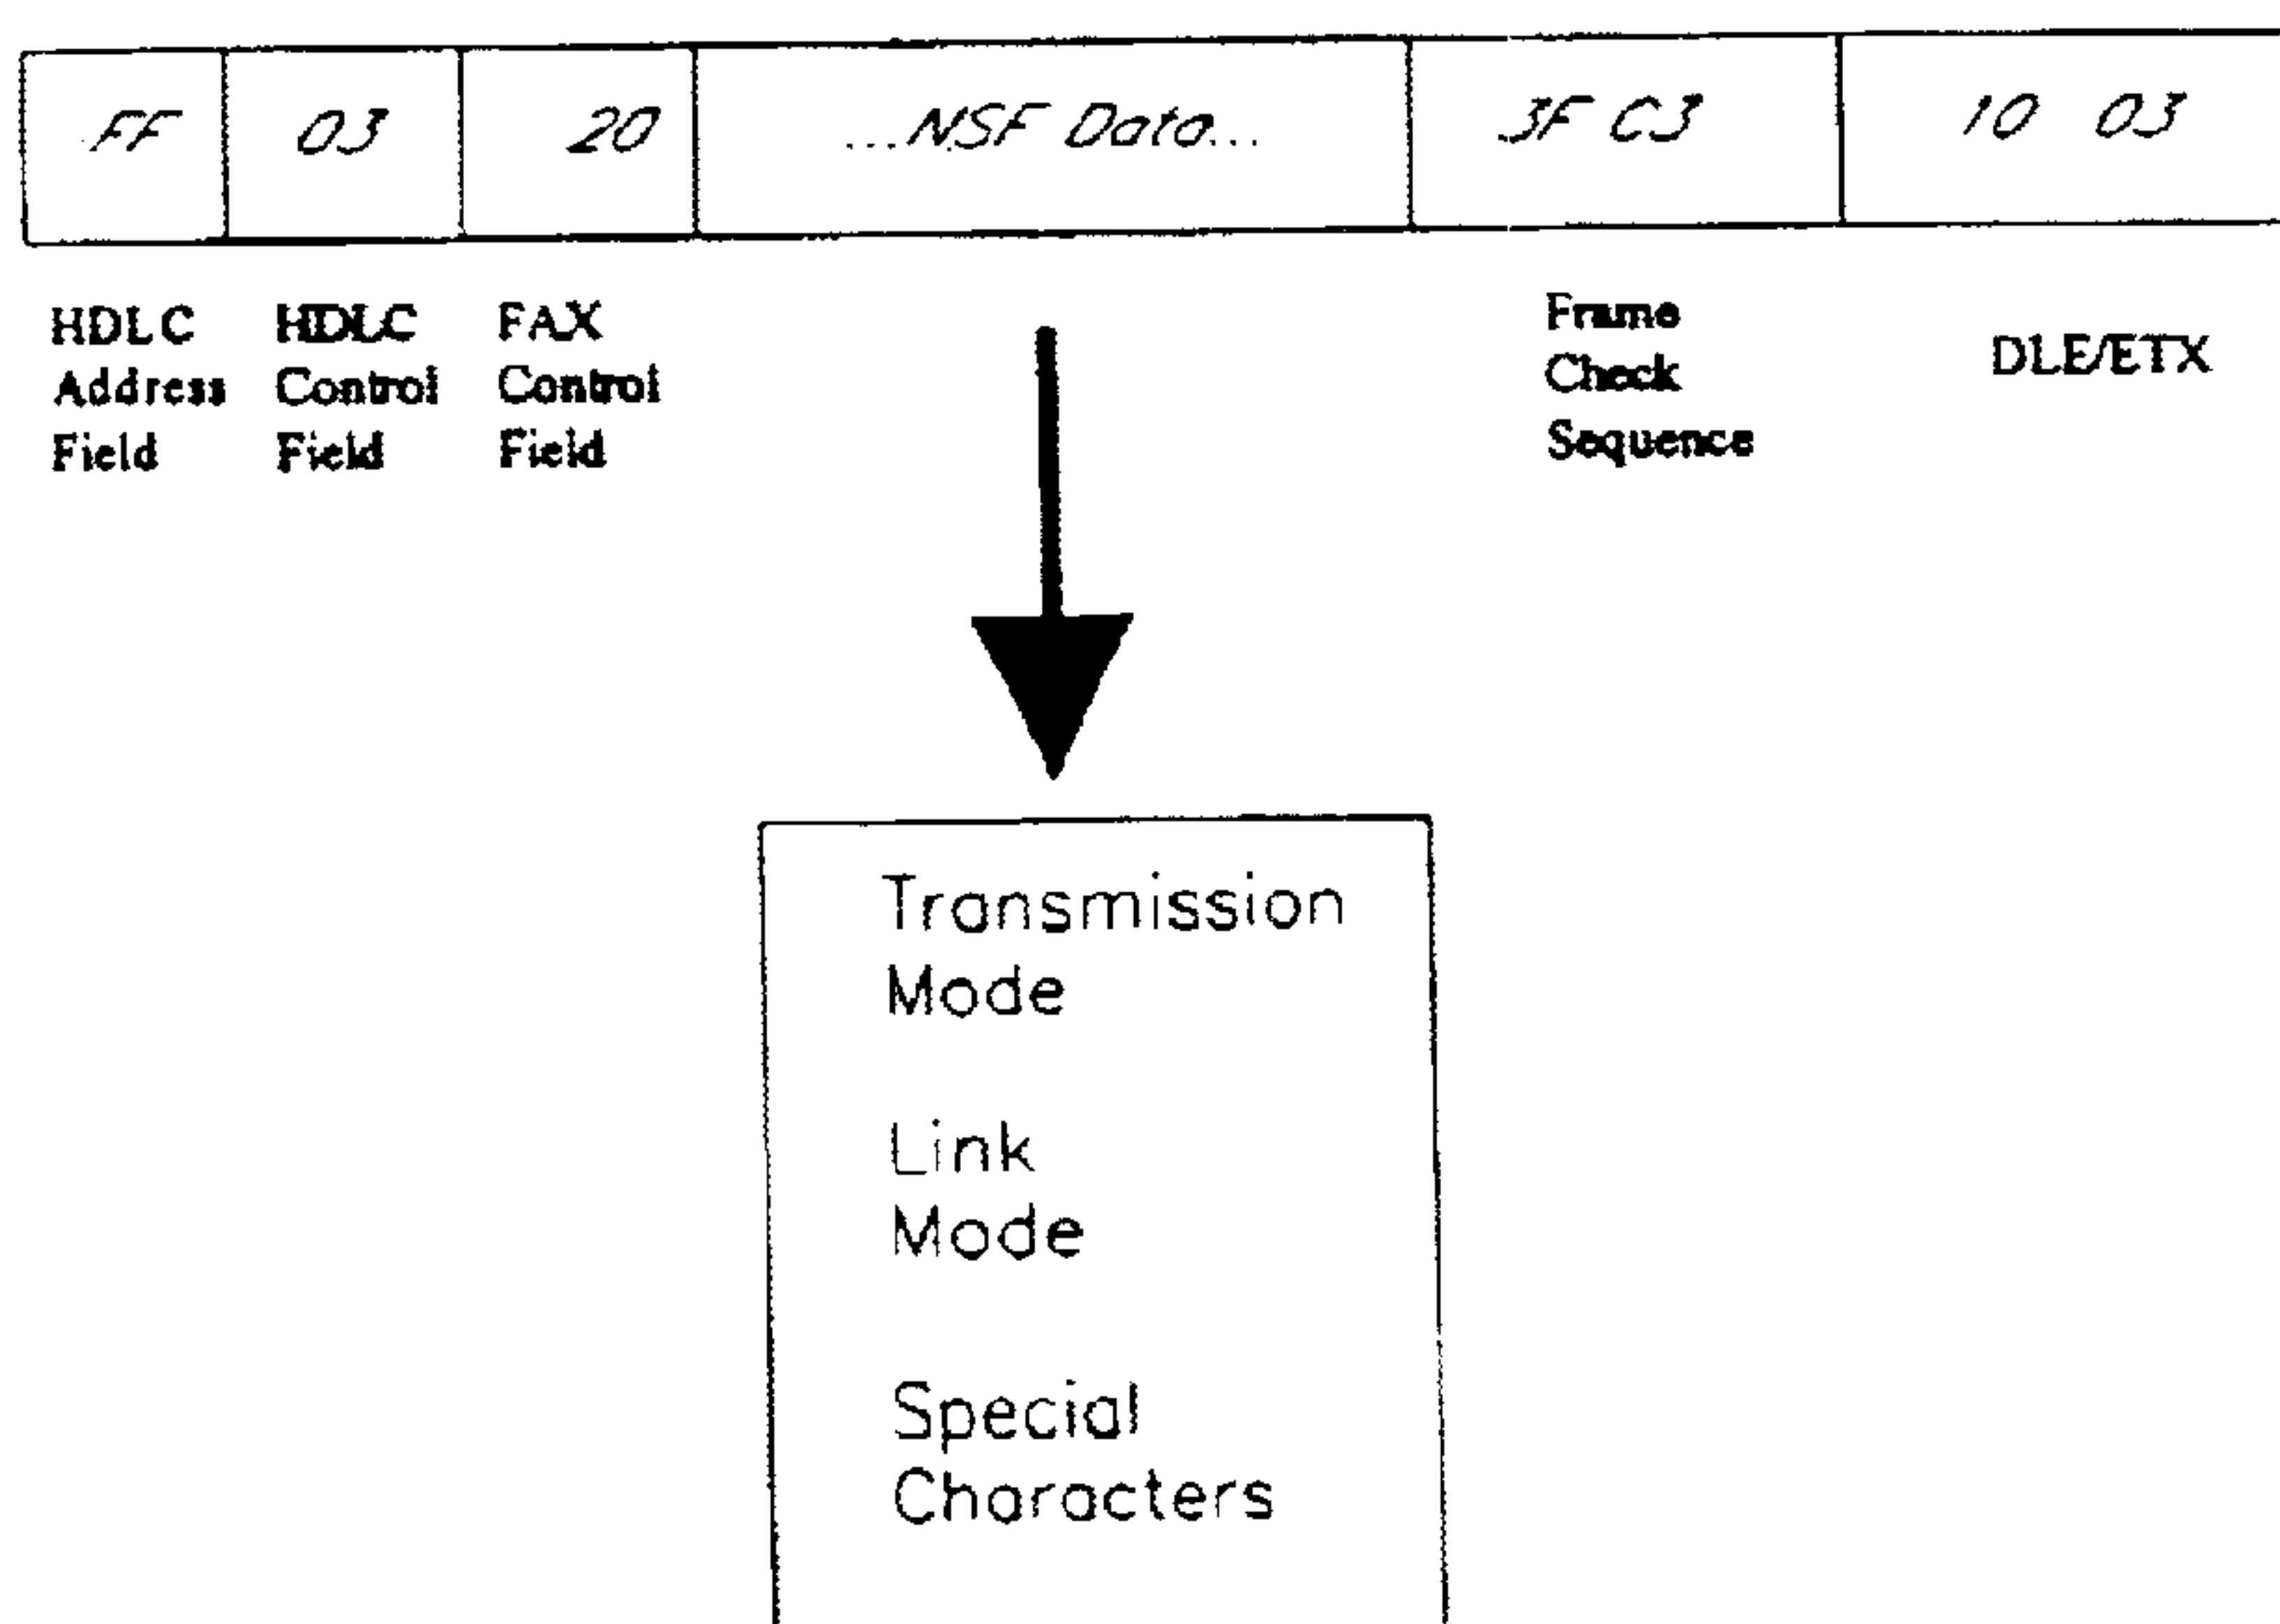 FF 03 20 ...NSF Data... 3F C3 10 03
HDLC
Address
Field
HDLC
Control
Field
FAX
Control
Field
Frame
Check
Sequence
DLE/ETX
Transmission
Mode
Link
Mode
Special
Characters